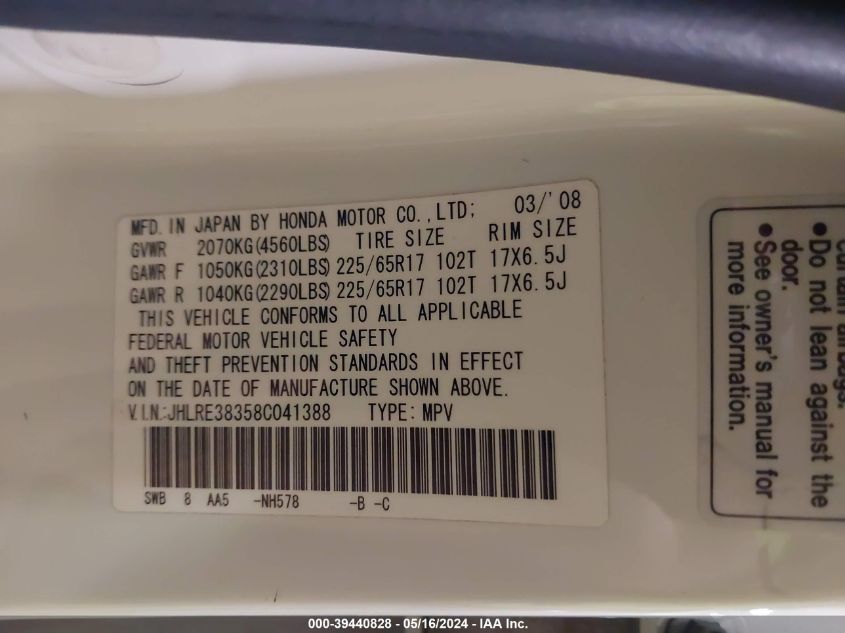 MFD. IN JAPAN BY HONDA MOTOR CO.,LTD; 03/'08
GVWR 2070KG(4560LBS) TIRE SIZE RIM SIZE
GAWR F 1050KG(2310LBS) 225/65R17 102T 17X6.5J
GAWR R 1040KG(2290LBS) 225/65R17 102T 17X6.5J
THIS VEHICLE CONFORMS TO ALL APPLICABLE
FEDERAL MOTOR VEHICLE SAFETY
AND THEFT PREVENTION STANDARDS IN EFFECT
ON THE DATE OF MANUFACTURE SHOWN ABOVE.
V.I.N.:JHLRE38358C041388 TYPE: MPV
SWB 8 AA5 -NH578 -B -C
• Do not lean against the
door.
• See owner's manual for
more information.
000-39440828 - 05/16/2024 - IAA Inc.